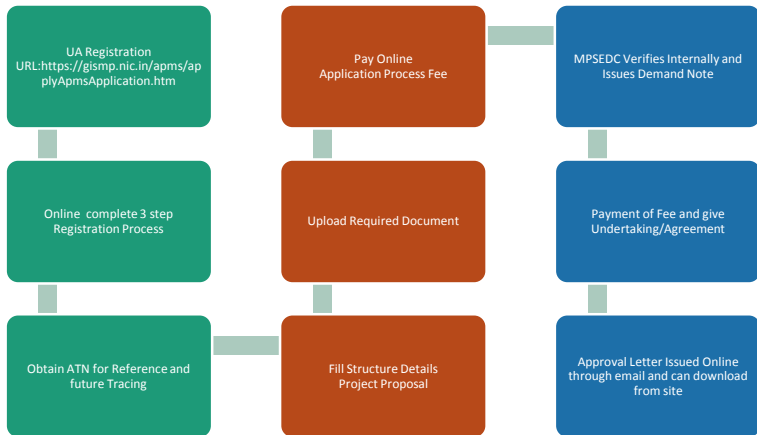 UA Registration
URL:https://gismp.nic.in/apms/ap
plyApmsApplication.htm
Online complete 3 step
Registration Process
Obtain ATN for Reference and
future Tracing
Fill Structure Details
Project Proposal
Upload Required Document
Pay Online
Application Process Fee
MPSEDC Verifies Internally and
Issues Demand Note
Payment of Fee and give
Undertaking/Agreement
Approval Letter Issued Online
through email and can download
from site